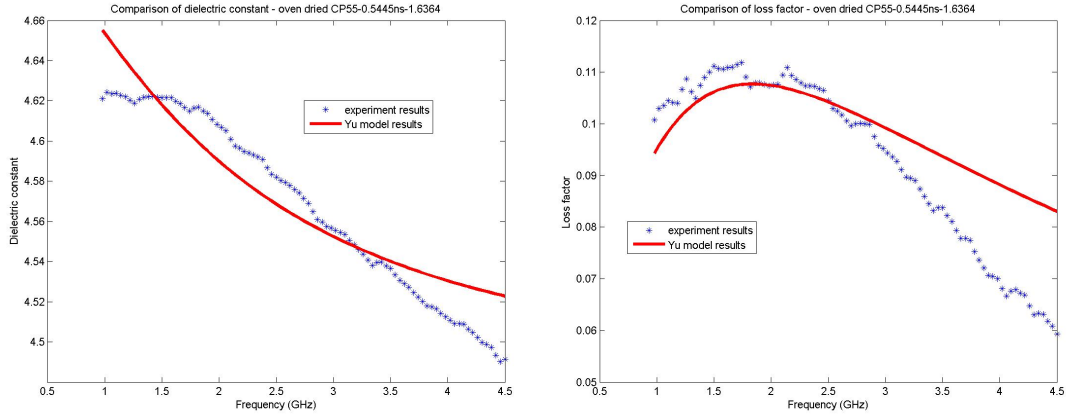 Comparison of dielectric constant - oven dried CP55-0.5445ns-1.6364
4.66
4.64
4.62
4.6
4.58
4.56
4.54
4.52
4.5
Dielectric constant
experiment results
Yu model results
0.5 1 1.5 2 2.5 3 3.5 4 4.5
Frequency (GHz)
Comparison of loss factor - oven dried CP55-0.5445ns-1.6364
0.12
0.11
0.1
0.09
0.08
0.07
0.06
0.05
Loss factor
experiment results
Yu model results
0.5 1 1.5 2 2.5 3 3.5 4 4.5
Frequency (GHz)